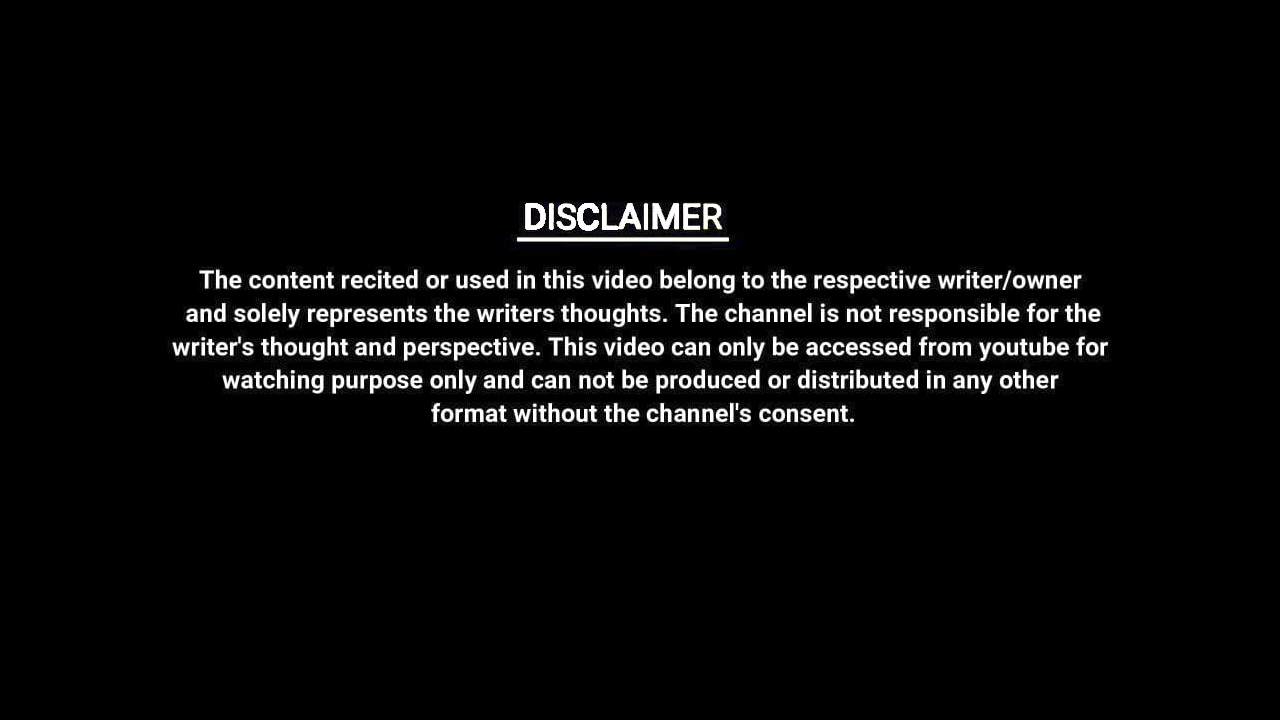 DISCLAIMER
The content recited or used in this video belong to the respective writer/owner
and solely represents the writers thoughts. The channel is not responsible for the
writer's thought and perspective. This video can only be accessed from youtube for
watching purpose only and can not be produced or distributed in any other
format without the channel's consent.